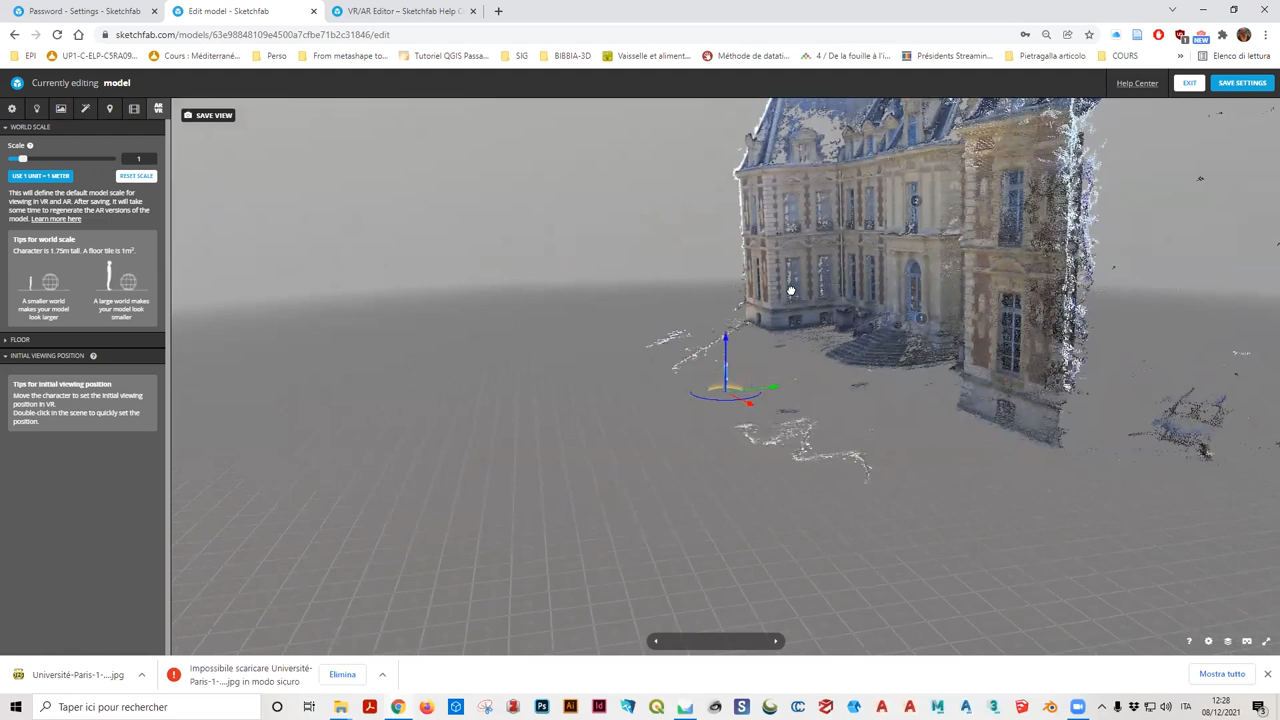 Password - Settings - Sketchfab
Edit model - Sketchfab
VR/AR Editor – Sketchfab Help C
sketchfab.com/models/63e98848109e4500a7cfbe71b2c31846/edit
EPI
UP1-C-ELP-C5RA09...
Cours : Méditerrané...
Perso
From metashape to...
Tutoriel QGIS Passa...
SIG
BIBBIA-3D
Vaisselle et aliment...
Méthode de datati...
4 / De la fouille à l'i...
Présidents Streamin...
Pietragalla articolo
COURS
»
Elenco di lettura
Currently editing model
Help Center
EXIT
SAVE SETTINGS
AR VR
SAVE VIEW
WORLD SCALE
Scale
1
USE 1 UNIT = 1 METER
RESET SCALE
This will define the default model scale for
viewing in VR and AR. After saving, it will take
some time to regenerate the AR versions of the
model. Learn more here
Tips for world scale
Character is 1.75m tall. A floor tile is 1m².
A smaller world
makes your model
look larger
A large world makes
your model look
smaller
FLOOR
INITIAL VIEWING POSITION
Tips for initial viewing position
Move the character to set the initial viewing
position in VR.
Double-click in the scene to quickly set the
position.
2
1
Université-Paris-1-....jpg
Impossibile scaricare Université-
Paris-1-....jpg in modo sicuro
Elimina
Mostra tutto
Taper ici pour rechercher
ITA
12:28
08/12/2021